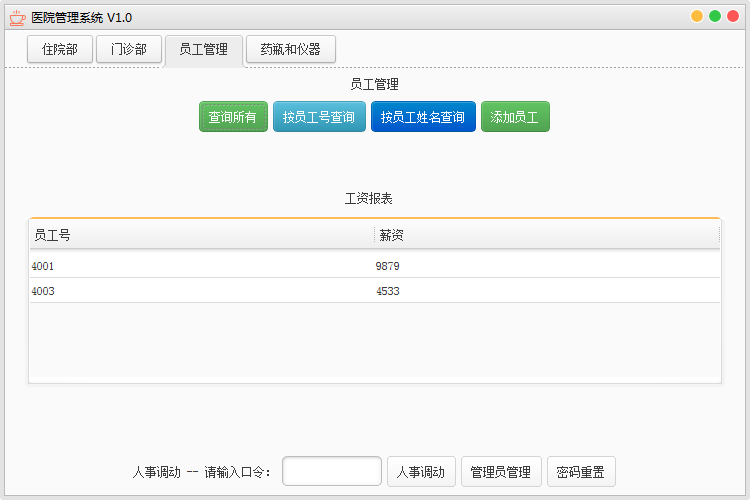 医院管理系统 V1.0
住院部 门诊部 员工管理 药瓶和仪器
员工管理
查询所有 按员工号查询 按员工姓名查询 添加员工
工资报表
员工号 薪资
4001 9879
4003 4533
人事调动 -- 请输入口令: 人事调动 管理员管理 密码重置